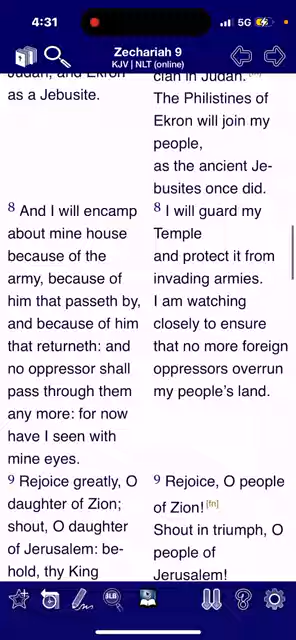 4:31
5G
Zechariah 9
KJV | NLT (online)
Judah, and Ekron
as a Jebusite.
8 And I will encamp
about mine house
because of the
army, because of
him that passeth by,
and because of him
that returneth: and
no oppressor shall
pass through them
any more: for now
have I seen with
mine eyes.
9 Rejoice greatly, O
daughter of Zion;
shout, O daughter
of Jerusalem: be-
hold, thy King
clan in Judah.
The Philistines of
Ekron will join my
people,
as the ancient Je-
busites once did.
8 I will guard my
Temple
and protect it from
invading armies.
I am watching
closely to ensure
that no more foreign
oppressors overrun
my people’s land.
9 Rejoice, O people
of Zion! [fn]
Shout in triumph, O
people of
Jerusalem!
BLB